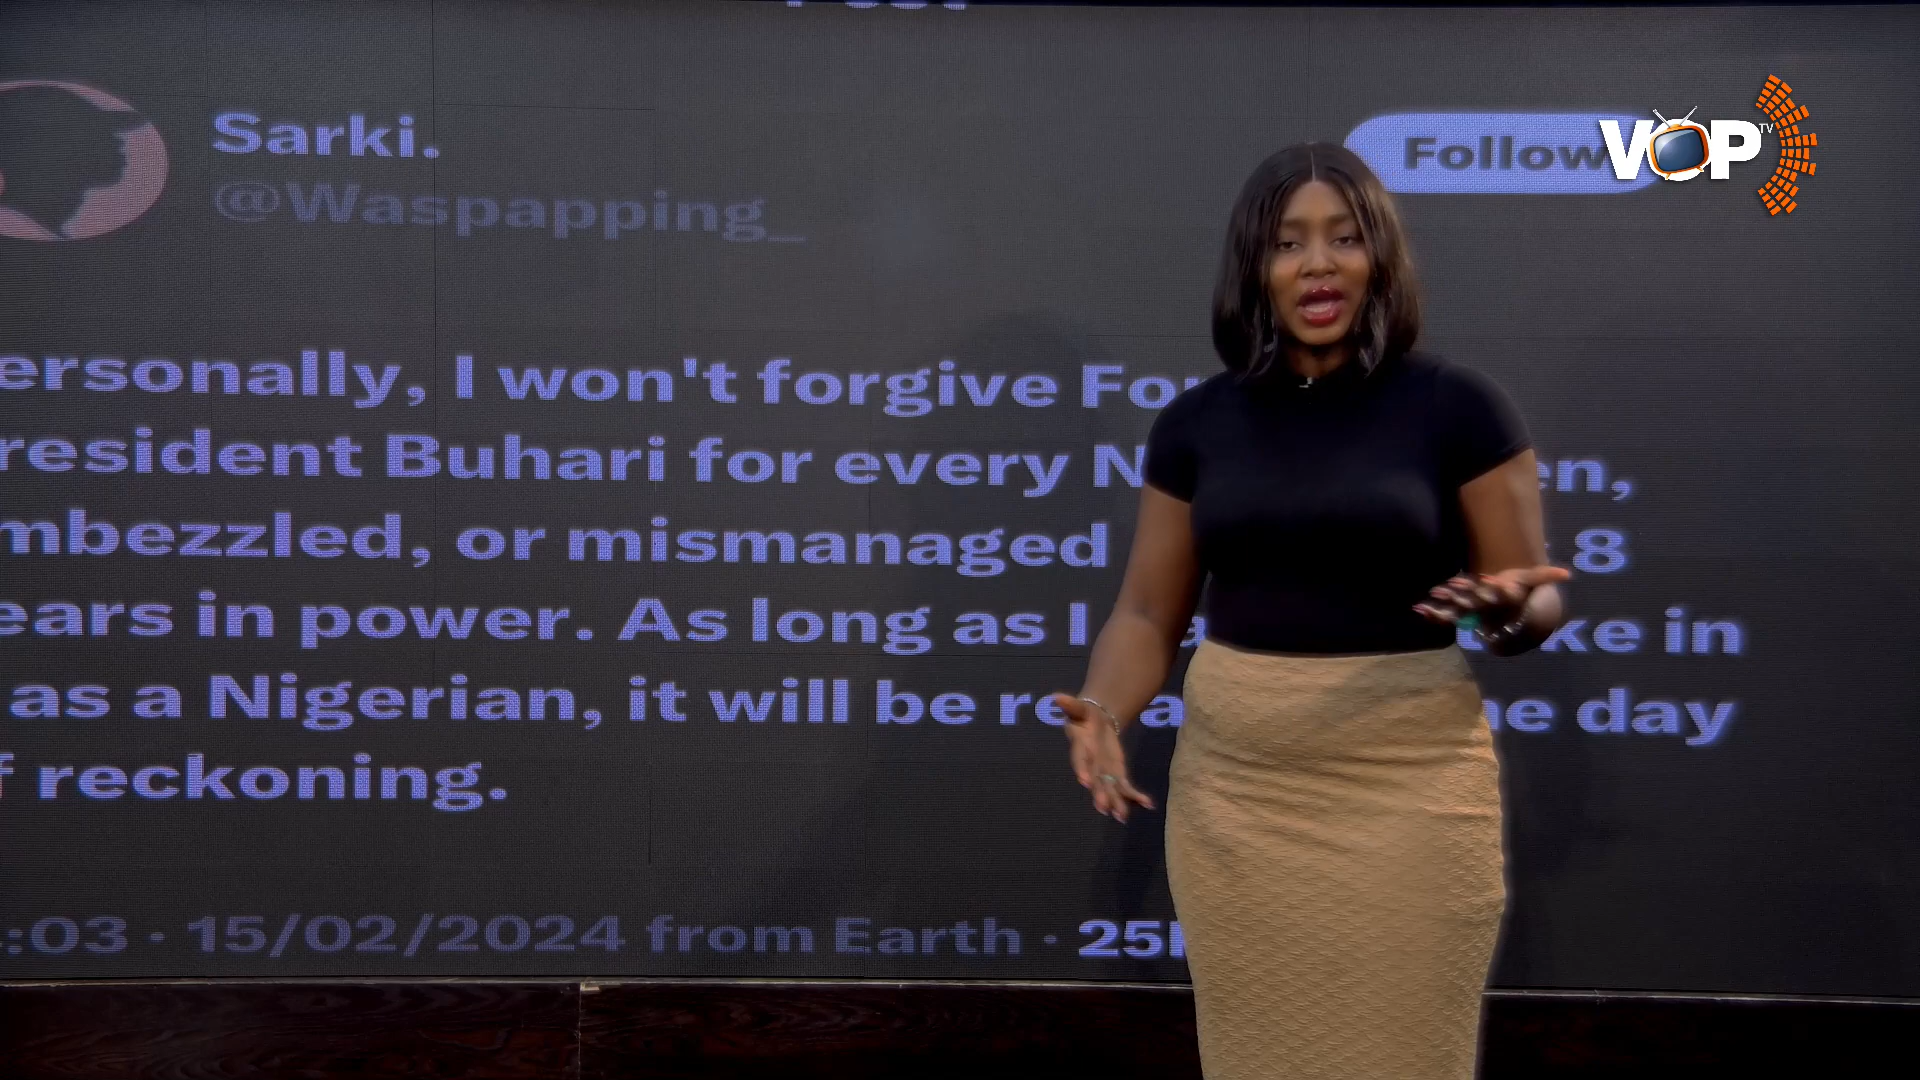 Sarki.
@Waspapping_
Follow
VOP TV
ersonally, I won't forgive Fo
resident Buhari for every N en,
mbezzled, or mismanaged 8
ears in power. As long as I ke in
as a Nigerian, it will be re day
f reckoning.
:03 · 15/02/2024 from Earth · 25